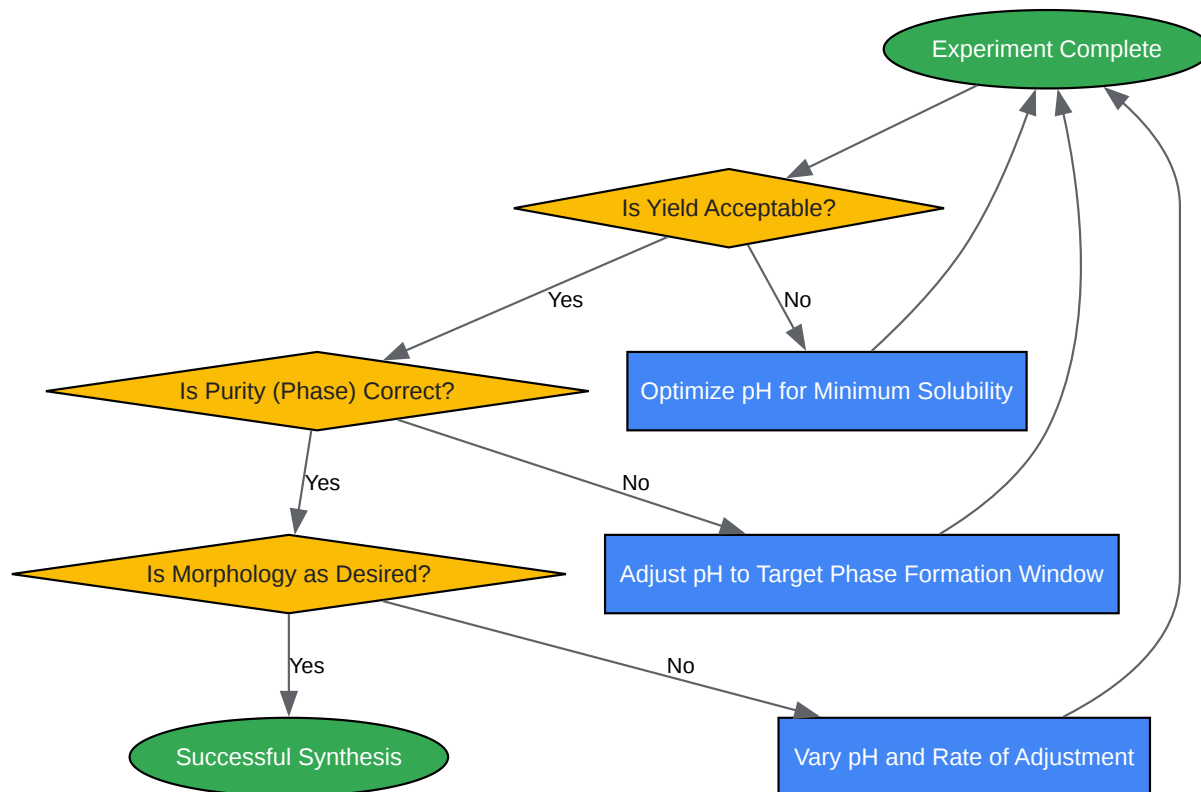 Experiment Complete
Is Yield Acceptable?
Yes
No
Is Purity (Phase) Correct?
Optimize pH for Minimum Solubility
Yes
No
Is Morphology as Desired?
Adjust pH to Target Phase Formation Window
Yes
No
Successful Synthesis
Vary pH and Rate of Adjustment